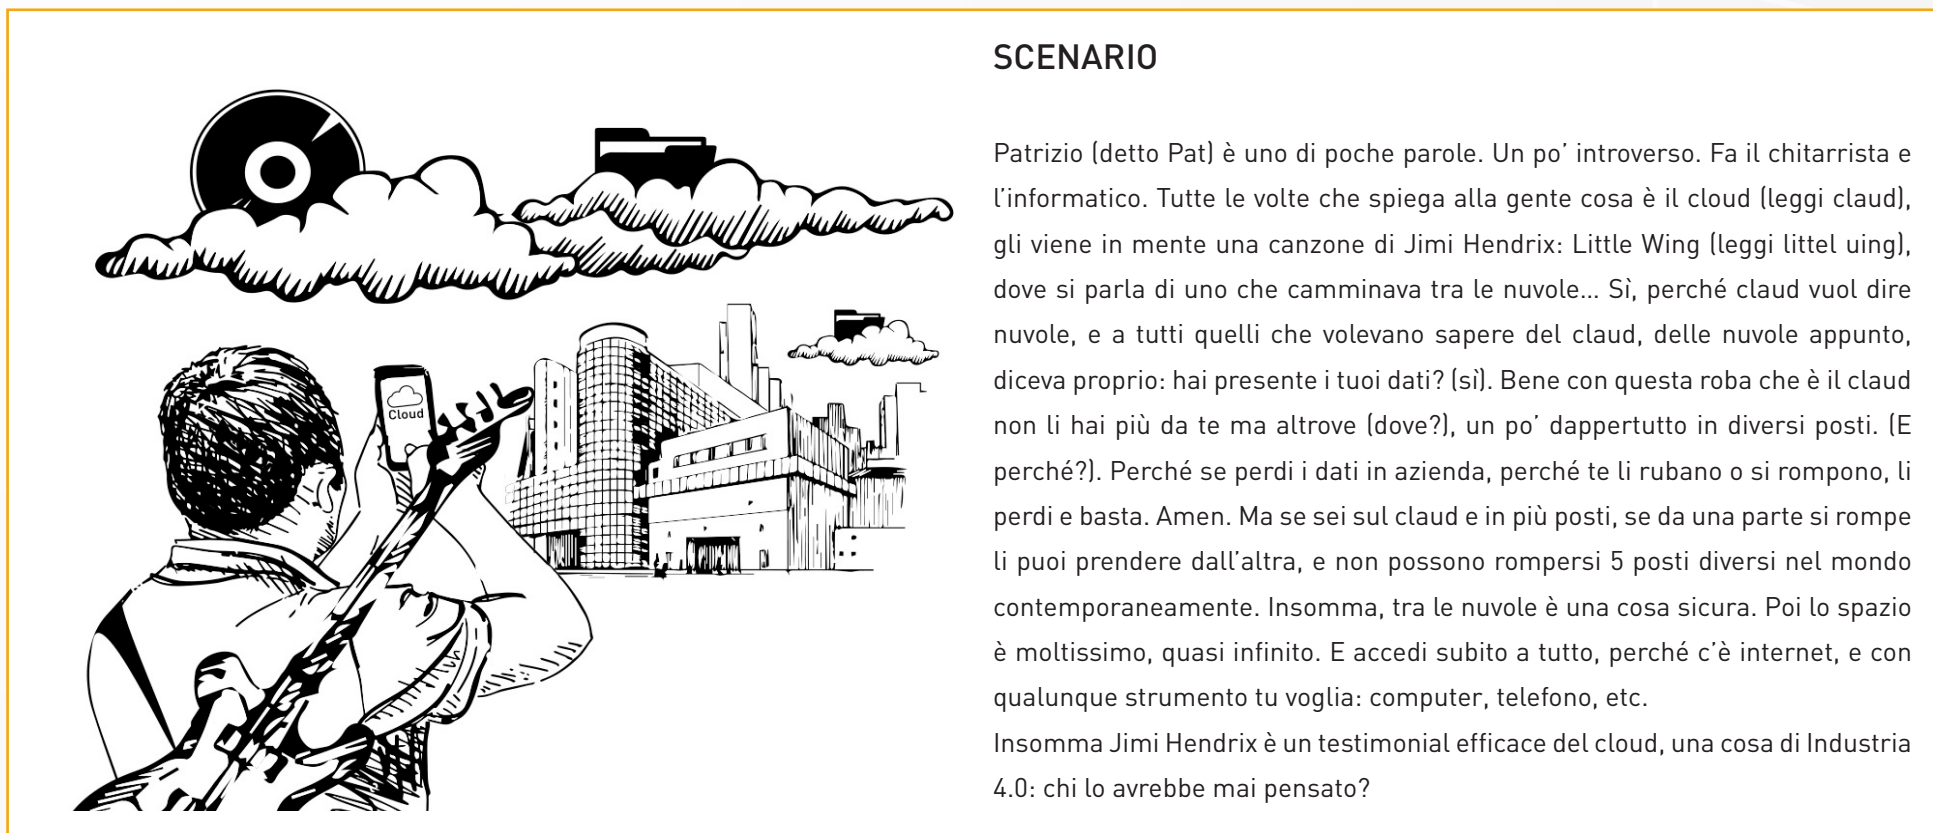 SCENARIO
Patrizio (detto Pat) è uno di poche parole. Un po’ introverso. Fa il chitarrista e
l’informatico. Tutte le volte che spiega alla gente cosa è il cloud (leggi claud),
gli viene in mente una canzone di Jimi Hendrix: Little Wing (leggi littel uing),
dove si parla di uno che camminava tra le nuvole... Sì, perché claud vuol dire
nuvole, e a tutti quelli che volevano sapere del claud, delle nuvole appunto,
diceva proprio: hai presente i tuoi dati? (sì). Bene con questa roba che è il claud
non li hai più da te ma altrove (dove?), un po’ dappertutto in diversi posti. (E
perché?). Perché se perdi i dati in azienda, perché te li rubano o si rompono, li
perdi e basta. Amen. Ma se sei sul claud e in più posti, se da una parte si rompe
li puoi prendere dall’altra, e non possono rompersi 5 posti diversi nel mondo
contemporaneamente. Insomma, tra le nuvole è una cosa sicura. Poi lo spazio
è moltissimo, quasi infinito. E accedi subito a tutto, perché c’è internet, e con
qualunque strumento tu voglia: computer, telefono, etc.
Insomma Jimi Hendrix è un testimonial efficace del cloud, una cosa di Industria
4.0: chi lo avrebbe mai pensato?
Cloud